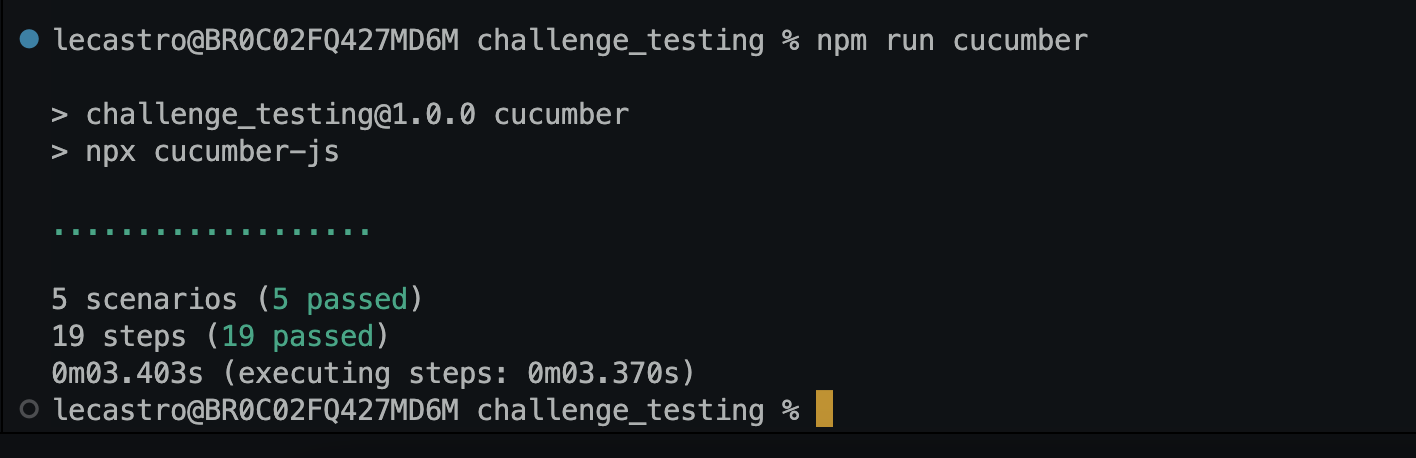 lecastro@BR0C02FQ427MD6M challenge_testing % npm run cucumber
> challenge_testing@1.0.0 cucumber
> npx cucumber-js
...................
5 scenarios (5 passed)
19 steps (19 passed)
0m03.403s (executing steps: 0m03.370s)
lecastro@BR0C02FQ427MD6M challenge_testing %